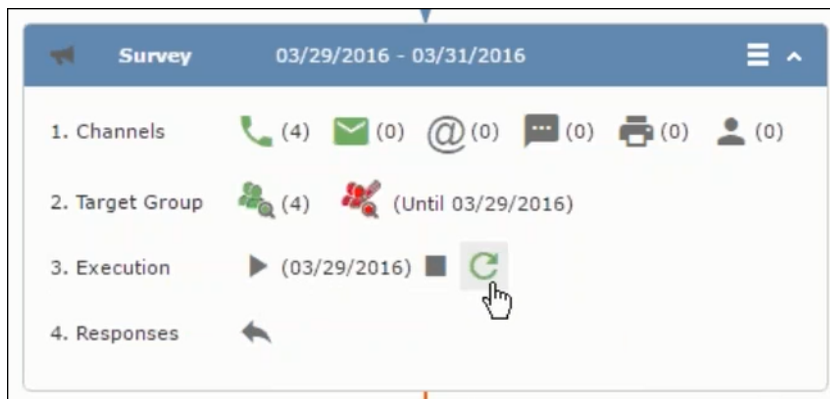 Survey 03/29/2016 - 03/31/2016
1. Channels (4) (0) @ (0) (0) (0) (0)
2. Target Group (4) (Until 03/29/2016)
3. Execution (03/29/2016)
4. Responses